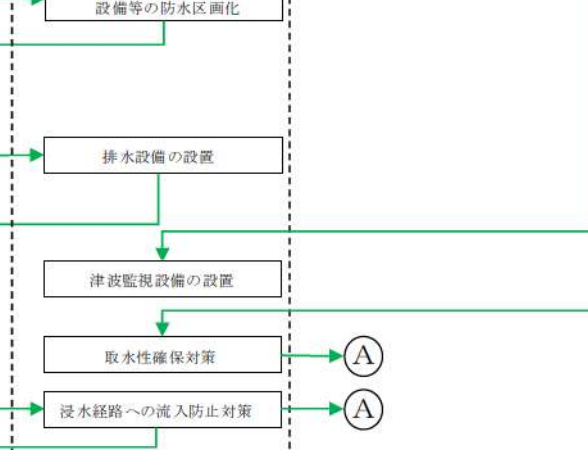 設備等の防水区画化
排水設備の設置
津波監視設備の設置
取水性確保対策
A
浸水経路への流入防止対策
A